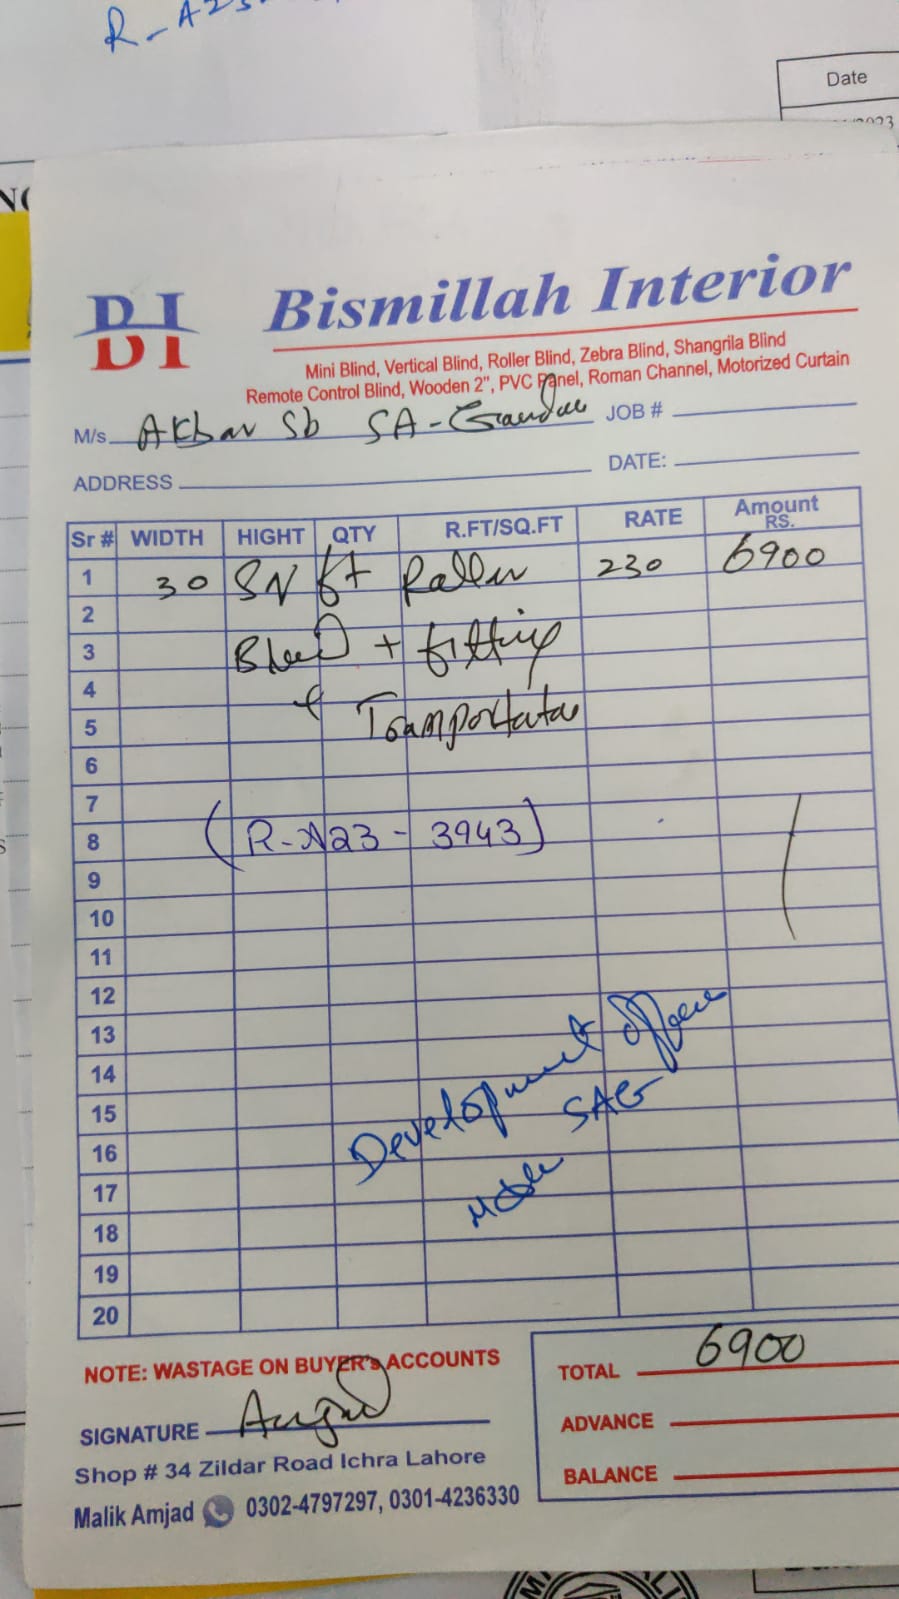 R-A23
Date
/2023
BI
Bismillah Interior
Mini Blind, Vertical Blind, Roller Blind, Zebra Blind, Shangrila Blind
Remote Control Blind, Wooden 2", PVC Panel, Roman Channel, Motorized Curtain
M/s. Akbar Sb SA-Garden JOB #
ADDRESS DATE:
Sr # WIDTH HIGHT QTY R.FT/SQ.FT RATE Amount RS.
1 30 ft Roller 230 6900
2
3 Blind + fitting
4
5 Transportation
6
7
8 (R-A23-3943)
9
10
11
12
13
14
15
16
17
18
19
20
Development office
SAG
NOTE: WASTAGE ON BUYER's ACCOUNTS
TOTAL 6900
SIGNATURE Amjad
ADVANCE
BALANCE
Shop # 34 Zildar Road Ichra Lahore
Malik Amjad 0302-4797297, 0301-4236330